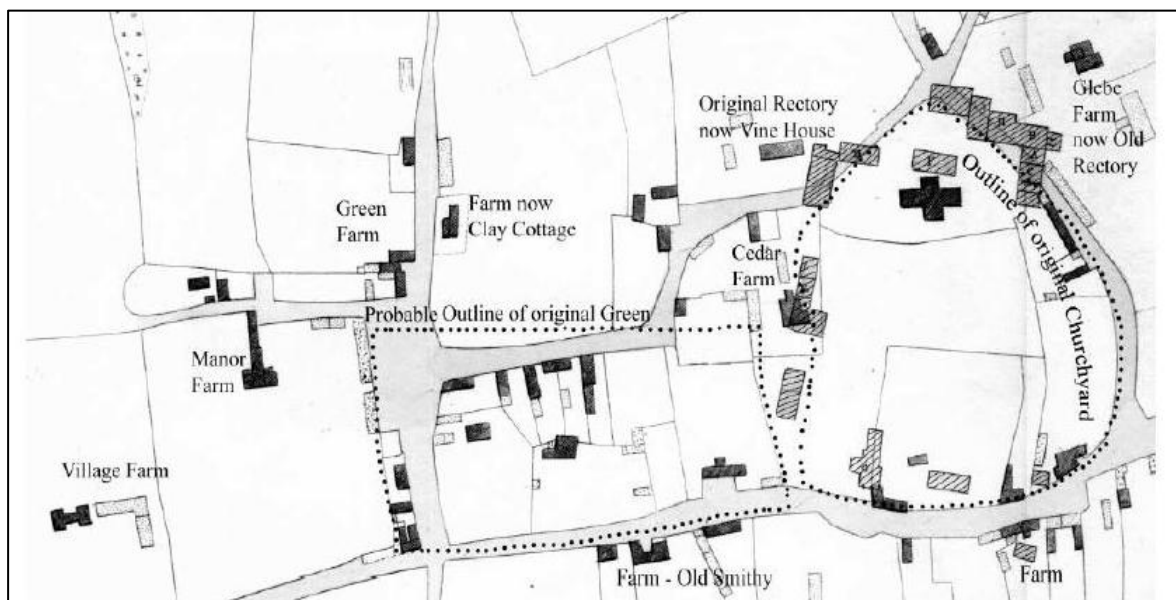 Original Rectory
now Vine House
Glebe
Farm
now Old
Rectory
Green
Farm
Farm now
Clay Cottage
Cedar
Farm
Outline of original Churchyard
Probable Outline of original Green
Manor
Farm
Village Farm
Farm - Old Smithy
Farm